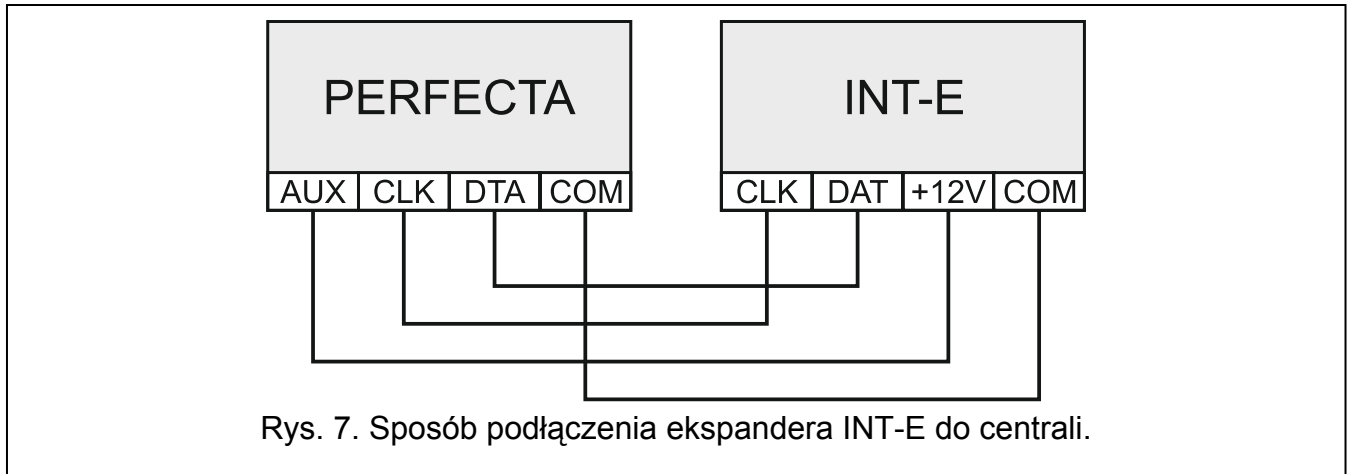 PERFECTA INT-E
AUX CLK DTA COM CLK DAT +12V COM
Rys. 7. Sposób podłączenia ekspandera INT-E do centrali.